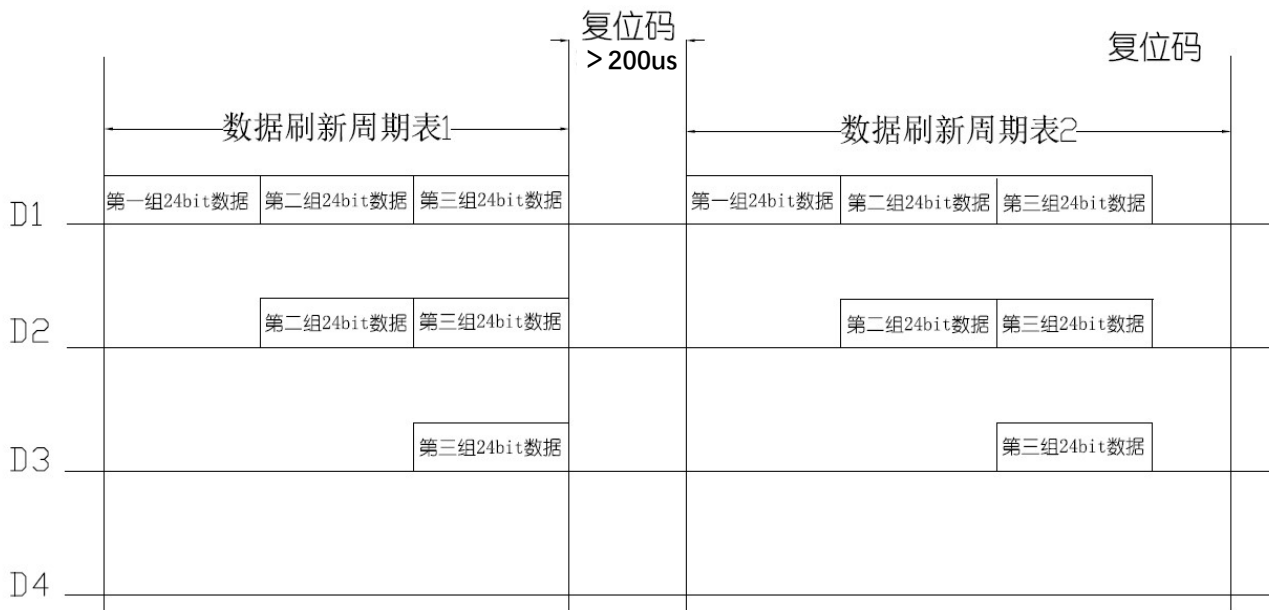 复位码
>200us
复位码
数据刷新周期表1
数据刷新周期表2
D1
第一组24bit数据 第二组24bit数据 第三组24bit数据 第一组24bit数据 第二组24bit数据 第三组24bit数据
D2
第二组24bit数据 第三组24bit数据 第二组24bit数据 第三组24bit数据
D3
第三组24bit数据 第三组24bit数据
D4